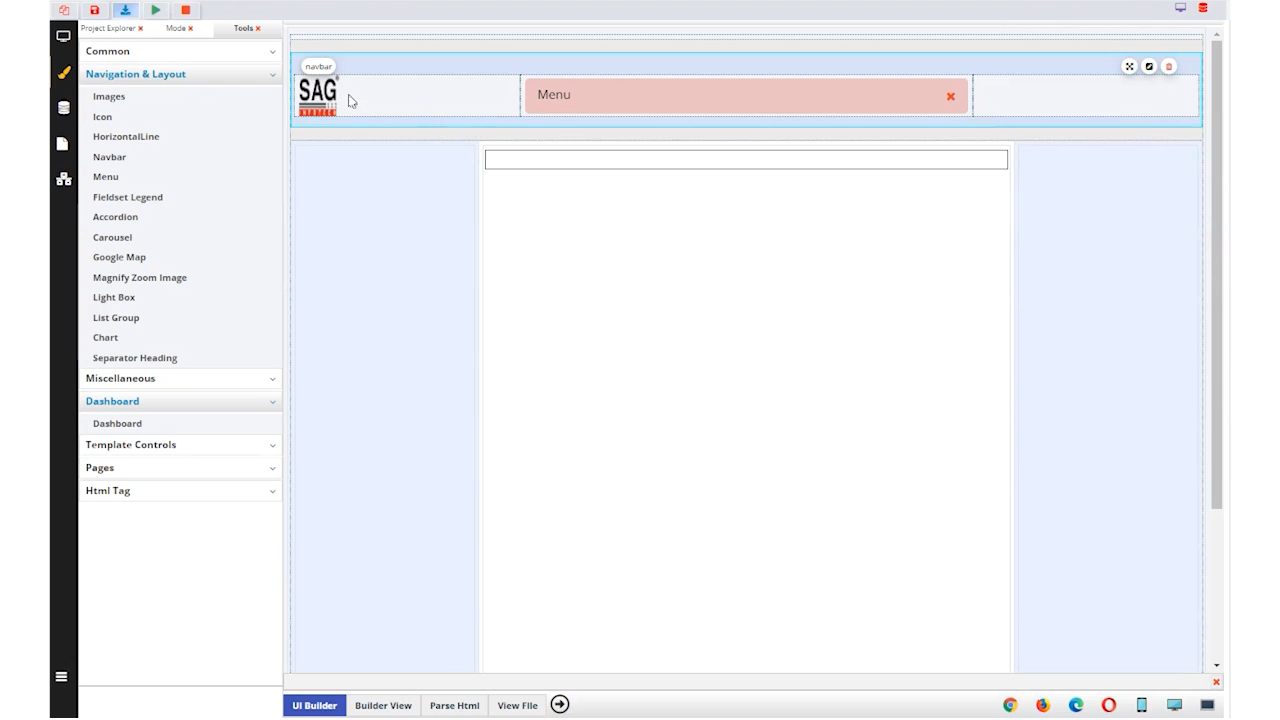 Project Explorer
Mode
Tools
Common
Navigation & Layout
Images
Icon
HorizontalLine
Navbar
Menu
Fieldset Legend
Accordion
Carousel
Google Map
Magnify Zoom Image
Light Box
List Group
Chart
Separator Heading
Miscellaneous
Dashboard
Dashboard
Template Controls
Pages
Html Tag
navbar
SAG
Menu
UI Builder
Builder View
Parse Html
View File